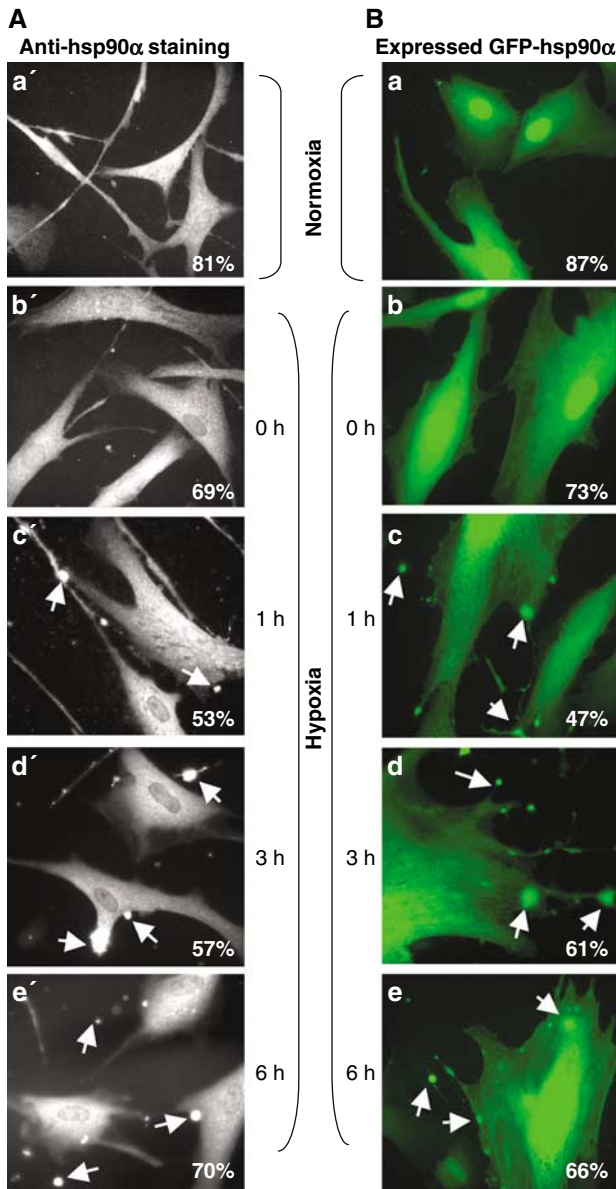 A
Anti-hsp90α staining
B
Expressed GFP-hsp90α
a´
81%
Normoxia
a
87%
b´
69%
0 h
Hypoxia
0 h
b
73%
c´
53%
1 h
1 h
c
47%
d´
57%
3 h
3 h
d
61%
e´
70%
6 h
6 h
e
66%